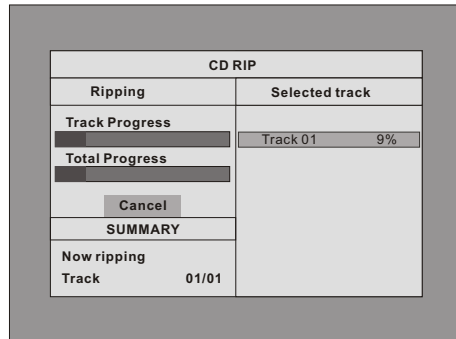 CD RIP
Ripping
Selected track
Track Progress
Track 01 9%
Total Progress
Cancel
SUMMARY
Now ripping
Track 01/01